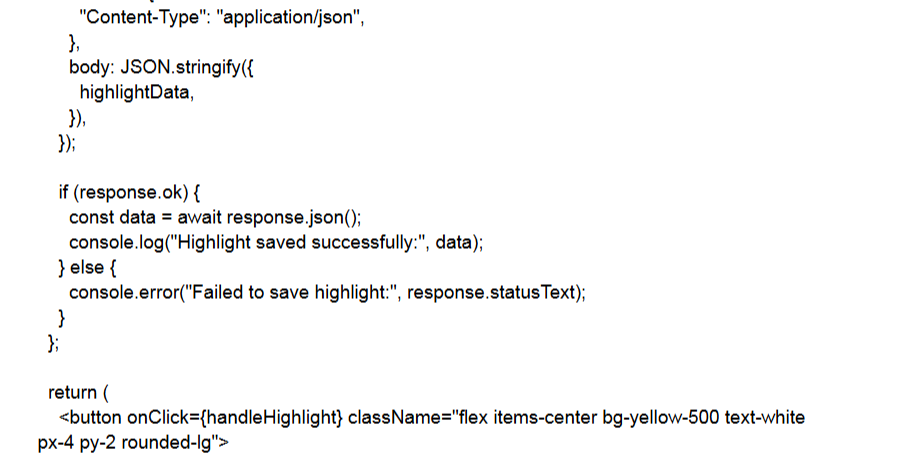 "Content-Type": "application/json",
},
body: JSON.stringify({
highlightData,
}),
});
if (response.ok) {
const data = await response.json();
console.log("Highlight saved successfully:", data);
} else {
console.error("Failed to save highlight:", response.statusText);
}
};
return (
<button onClick={handleHighlight} className="flex items-center bg-yellow-500 text-white
px-4 py-2 rounded-lg">